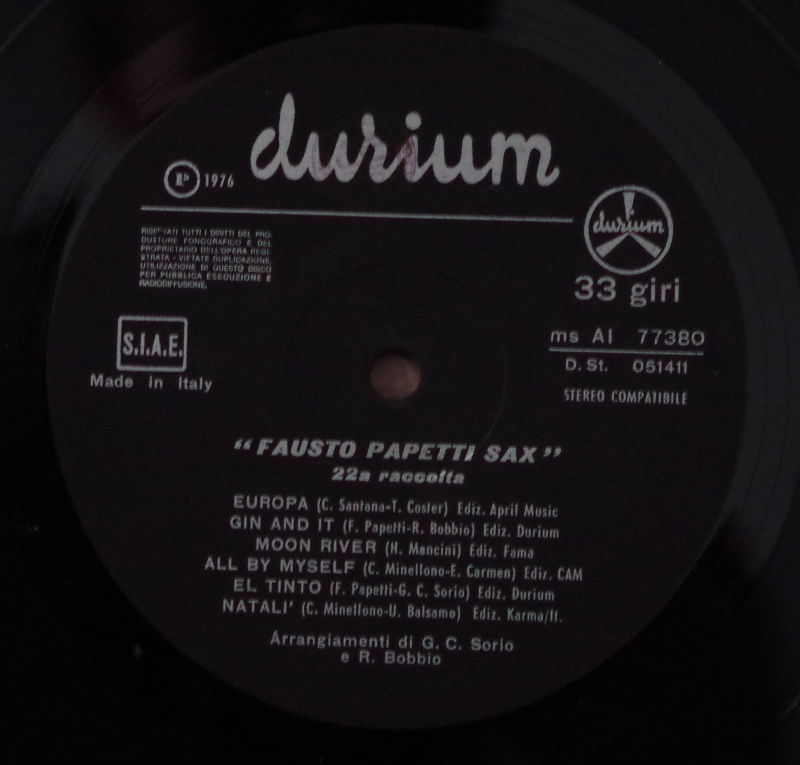 durium
P 1976
durium
RISERVATI TUTTI I DIRITTI DEL PRO-
DUTTORE FONOGRAFICO E DEL
PROPRIETARIO DELL'OPERA REGI-
STRATA - VIETATE DUPLICAZIONE,
UTILIZZAZIONE DI QUESTO DISCO
PER PUBBLICA ESECUZIONE E
RADIODIFFUSIONE.
33 giri
S.I.A.E.
Made in Italy
ms AI 77380
D. St. 051411
STEREO COMPATIBILE
"FAUSTO PAPETTI SAX"
22a raccolta
EUROPA (C. Santana-T. Coster) Ediz. April Music
GIN AND IT (F. Papetti-R. Bobbio) Ediz. Durium
MOON RIVER (H. Mancini) Ediz. Fama
ALL BY MYSELF (C. Minellono-E. Carmen) Ediz. CAM
EL TINTO (F. Papetti-G. C. Sorio) Ediz. Durium
NATALI' (C. Minellono-U. Balsamo) Ediz. Karma/It.
Arrangiamenti di G. C. Sorio
e R. Bobbio